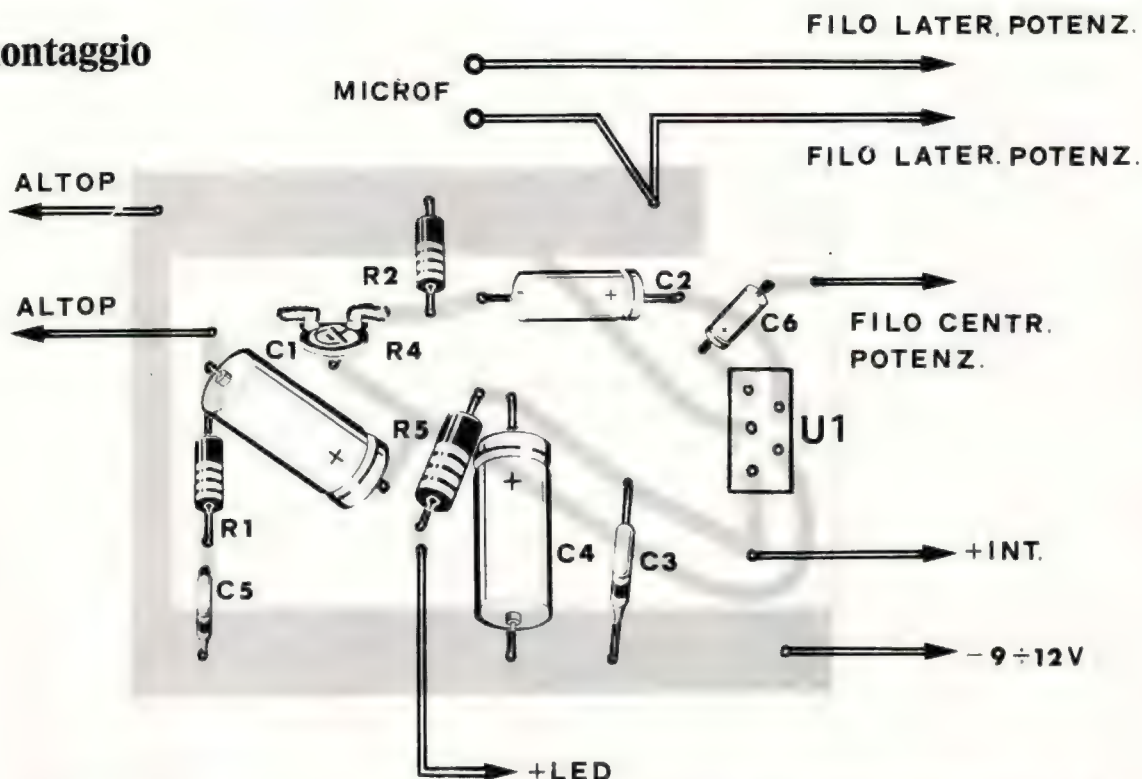 ontaggio
FILO LATER. POTENZ.
MICROF
FILO LATER. POTENZ.
ALTOP
R2
C2
ALTOP
C1
R4
C6
FILO CENTR.
POTENZ.
R5
U1
+
+
+
R1
C4
C3
+INT.
C5
-9÷12V
+LED